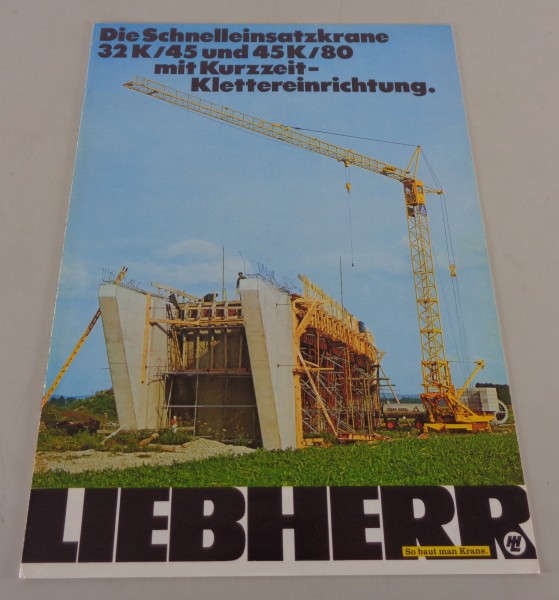 Die Schnelleinsatzkrane
32 K/45 und 45 K/80
mit Kurzzeit-
Klettereinrichtung.
LIEBHERR
So baut man Krane.